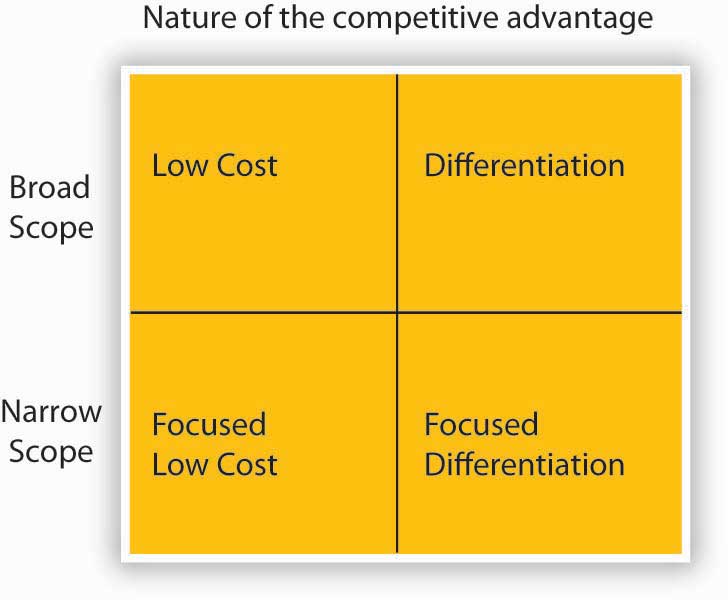 Nature of the competitive advantage
Broad
Scope
Low Cost
Differentiation
Narrow
Scope
Focused
Low Cost
Focused
Differentiation